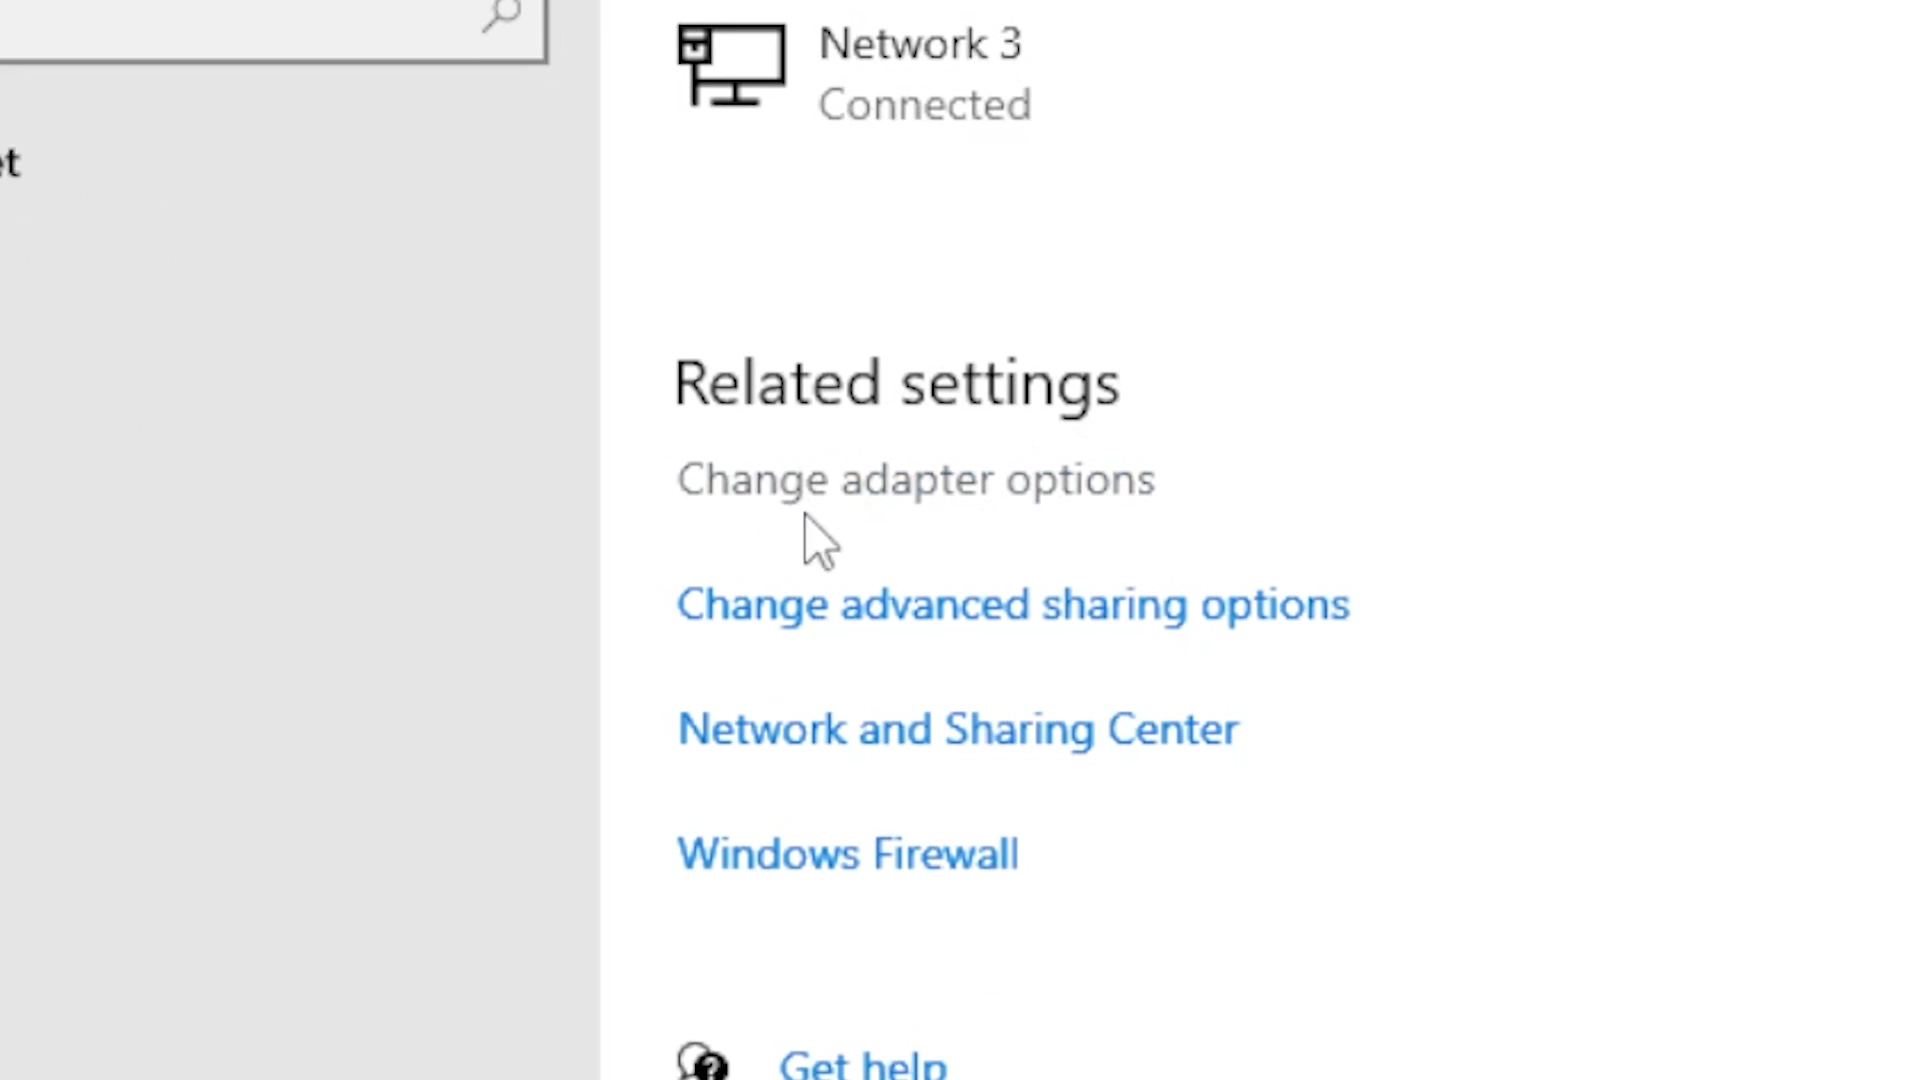 Network 3
Connected
Related settings
Change adapter options
Change advanced sharing options
Network and Sharing Center
Windows Firewall
Get help